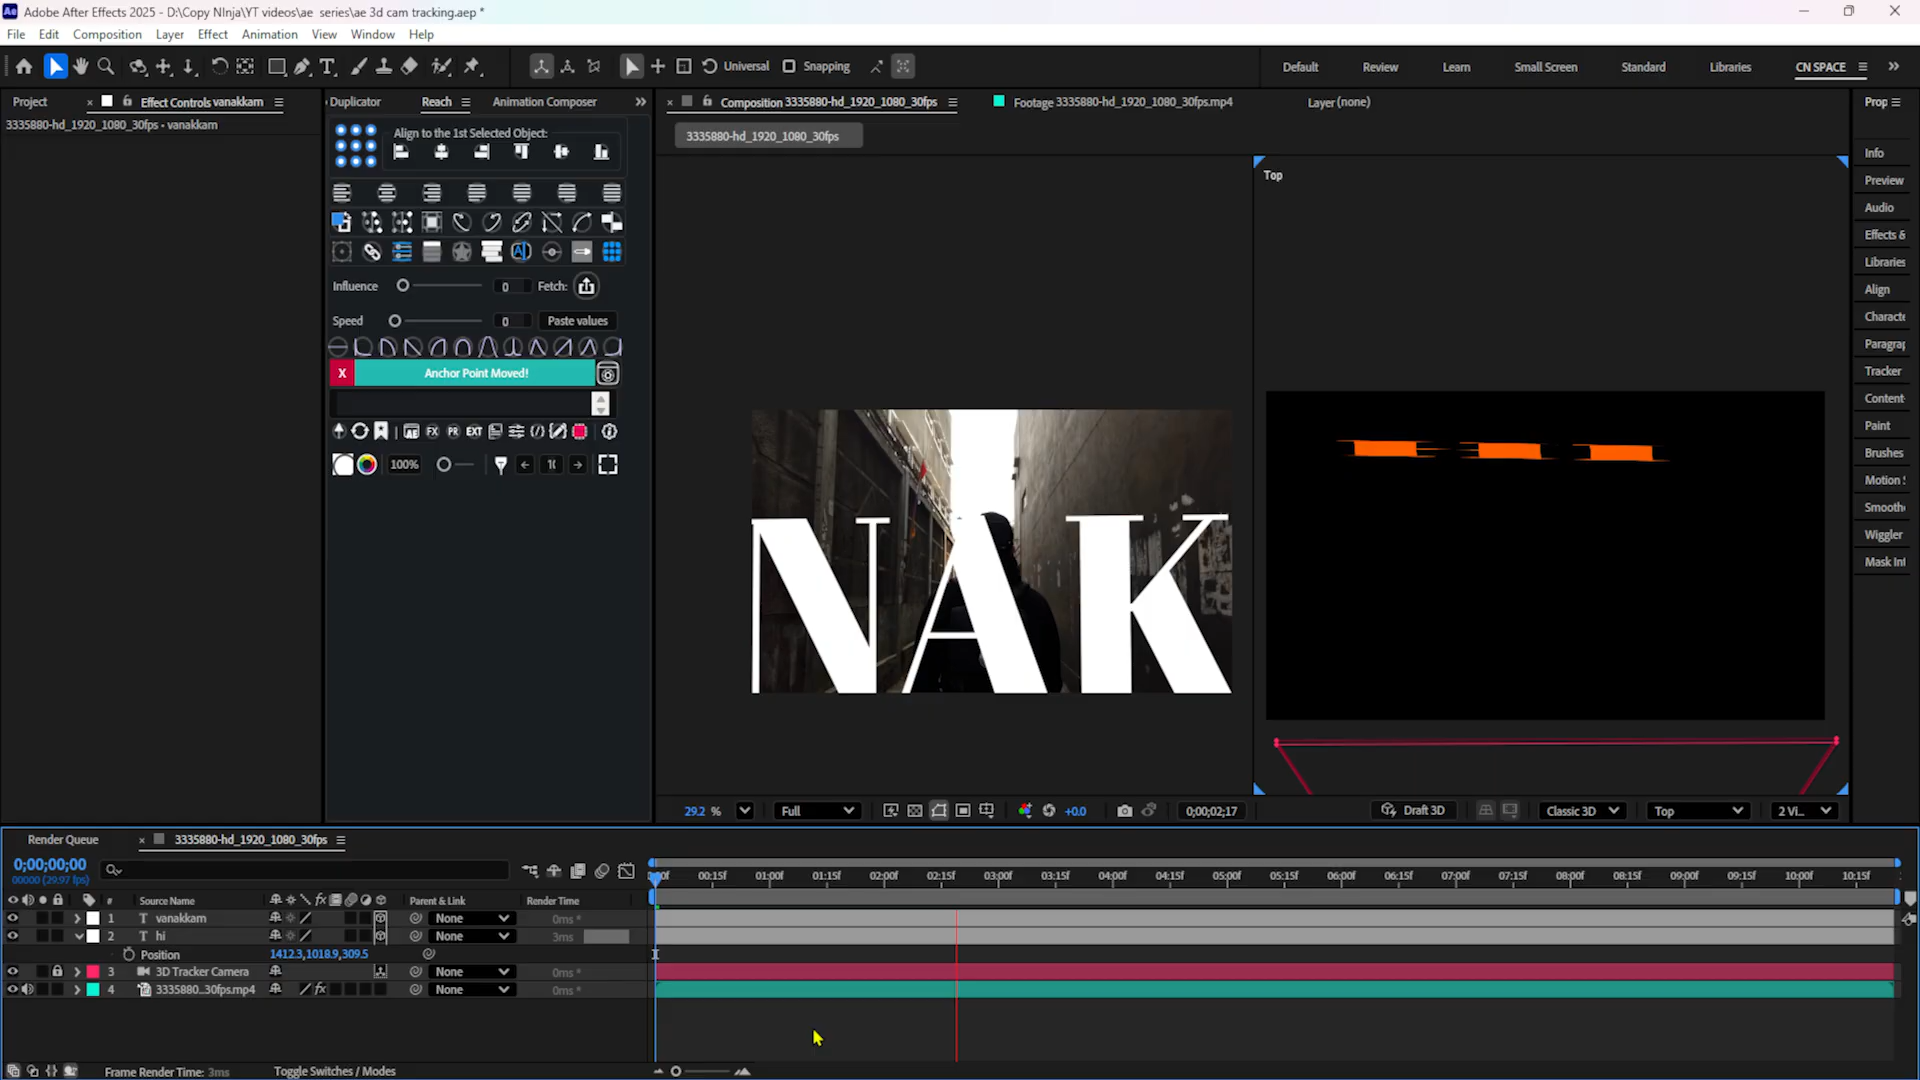 Adobe After Effects 2025 - D:\Copy NInja\YT videos\ae series\ae 3d cam tracking.aep *
File Edit Composition Layer Effect Animation View Window Help
Universal Snapping Default Review Learn Small Screen Standard Libraries CN SPACE
Project Effect Controls vanakkam
3335880-hd_1920_1080_30fps - vanakkam
Duplicator Reach Animation Composer
Align to the 1st Selected Object:
Influence 0 Fetch:
Speed 0 Paste values
X Anchor Point Moved!
AE FX PR EXT
100%
Composition 3335880-hd_1920_1080_30fps Footage 3335880-hd_1920_1080_30fps.mp4 Layer (none)
3335880-hd_1920_1080_30fps
NAK
Top
29.2 % Full +0.0 0;00;02;17 Draft 3D Classic 3D Top 2 Vi...
Prop
Info
Preview
Audio
Effects &
Libraries
Align
Characte
Paragrap
Tracker
Content-
Paint
Brushes
Motion S
Smoothe
Wiggler
Mask Int
Render Queue 3335880-hd_1920_1080_30fps
0;00;00;00
00000 (29.97 fps)
00:15f 01:00f 01:15f 02:00f 02:15f 03:00f 03:15f 04:00f 04:15f 05:00f 05:15f 06:00f 06:15f 07:00f 07:15f 08:00f 08:15f 09:00f 09:15f 10:00f 10:15f
# Source Name fx Parent & Link Render Time
1 T vanakkam None 0ms *
2 T hi None 3ms
Position 1412.3,1018.9,309.5
3 3D Tracker Camera None 0ms *
4 3335880...30fps.mp4 fx None 0ms *
Frame Render Time: 3ms Toggle Switches / Modes